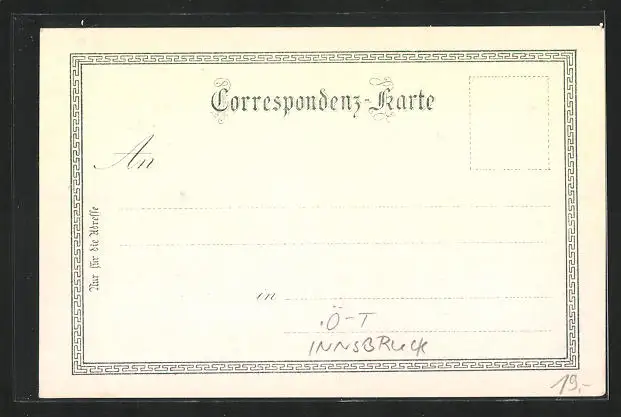 Correspondenz-Karte
An
Nur für die Adresse
in
Ö-T
INNSBRUCK
19,-